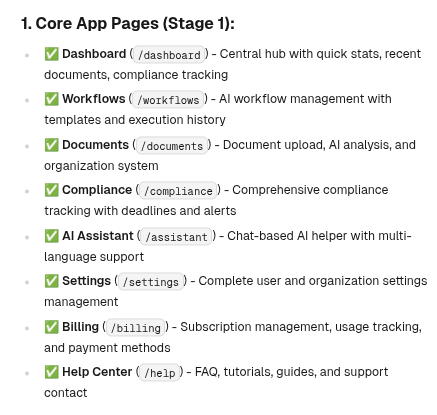 1. Core App Pages (Stage 1):
✅ Dashboard (/dashboard) - Central hub with quick stats, recent
documents, compliance tracking
✅ Workflows (/workflows) - AI workflow management with
templates and execution history
✅ Documents (/documents) - Document upload, AI analysis, and
organization system
✅ Compliance (/compliance) - Comprehensive compliance
tracking with deadlines and alerts
✅ AI Assistant (/assistant) - Chat-based AI helper with multi-
language support
✅ Settings (/settings) - Complete user and organization settings
management
✅ Billing (/billing) - Subscription management, usage tracking,
and payment methods
✅ Help Center (/help) - FAQ, tutorials, guides, and support
contact